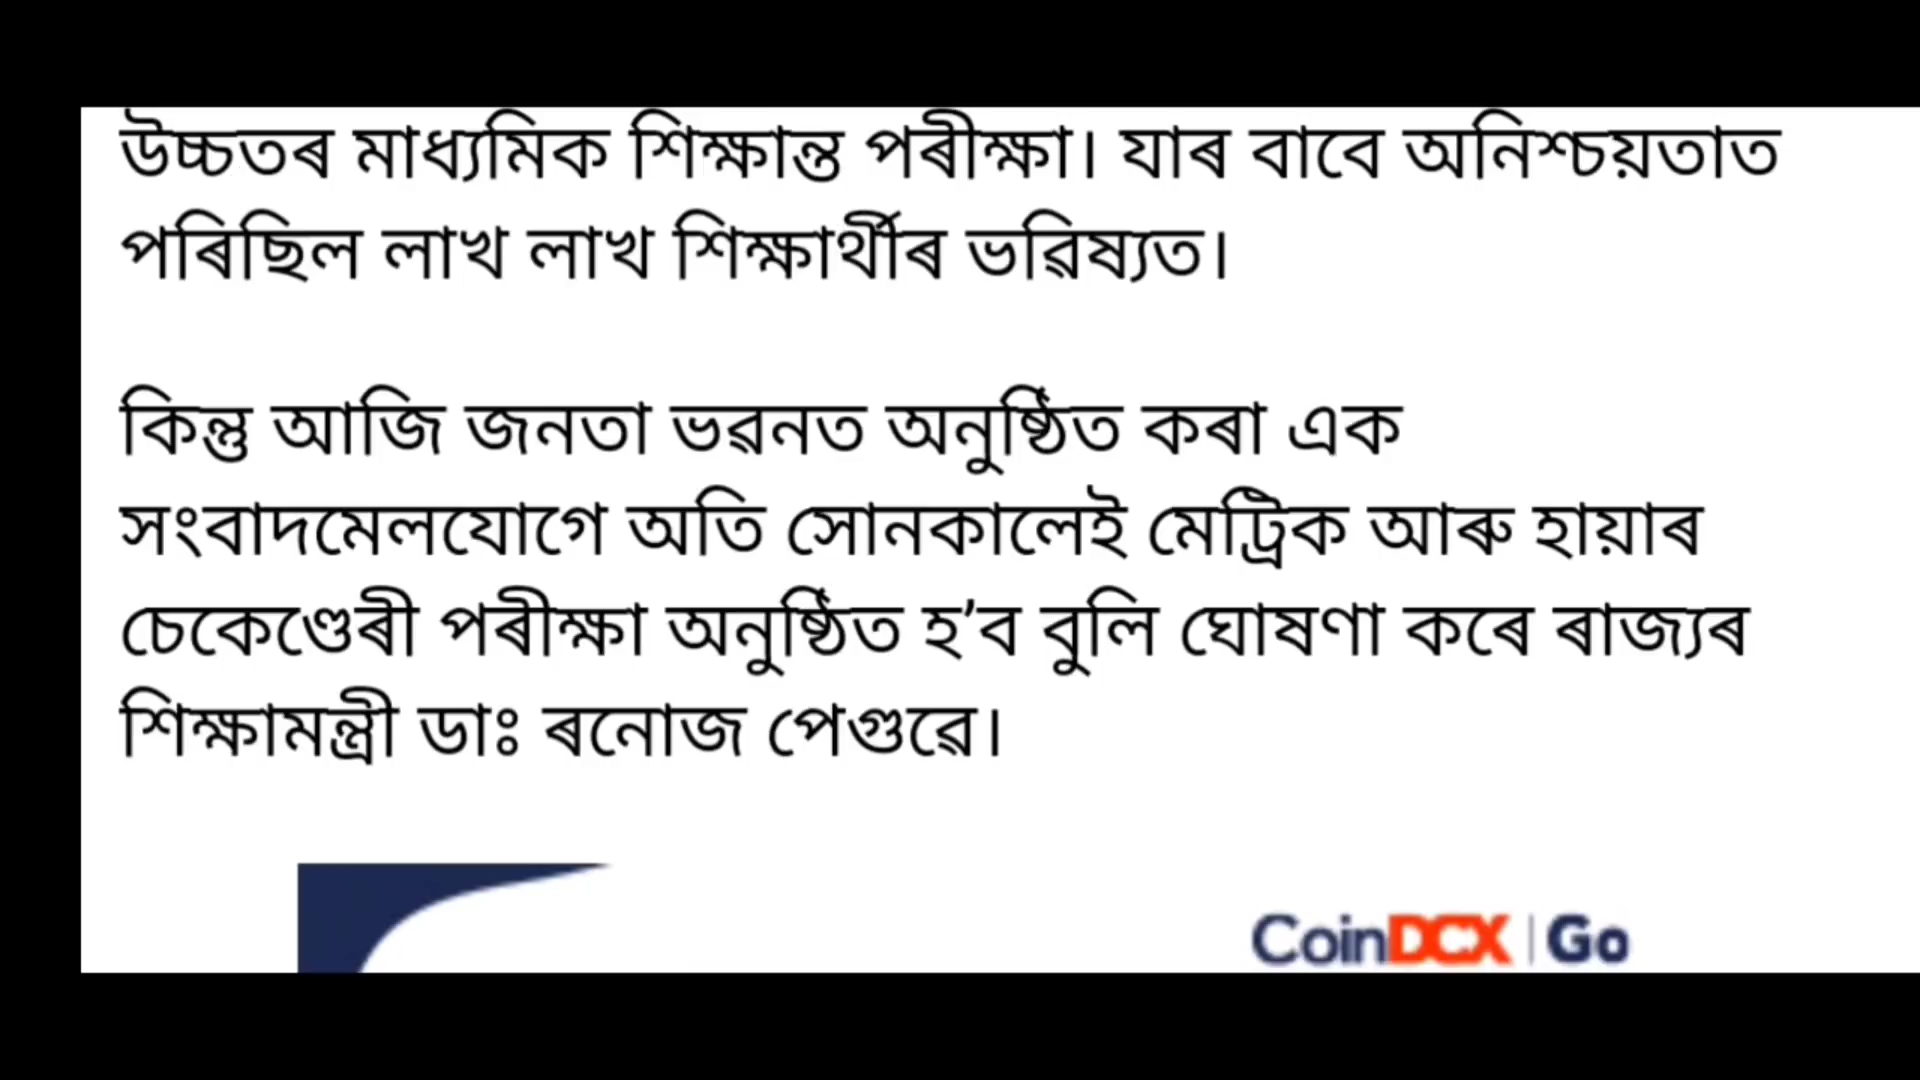 উচ্চতৰ মাধ্যমিক শিক্ষান্ত পৰীক্ষা। যাৰ বাবে অনিশ্চয়তাত
পৰিছিল লাখ লাখ শিক্ষাৰ্থীৰ ভৱিষ্যত।
কিন্তু আজি জনতা ভৱনত অনুষ্ঠিত কৰা এক
সংবাদমেলযোগে অতি সোনকালেই মেট্ৰিক আৰু হায়াৰ
চেকেণ্ডেৰী পৰীক্ষা অনুষ্ঠিত হ’ব বুলি ঘোষণা কৰে ৰাজ্যৰ
শিক্ষামন্ত্ৰী ডাঃ ৰনোজ পেগুৱে।
CoinDCX | Go